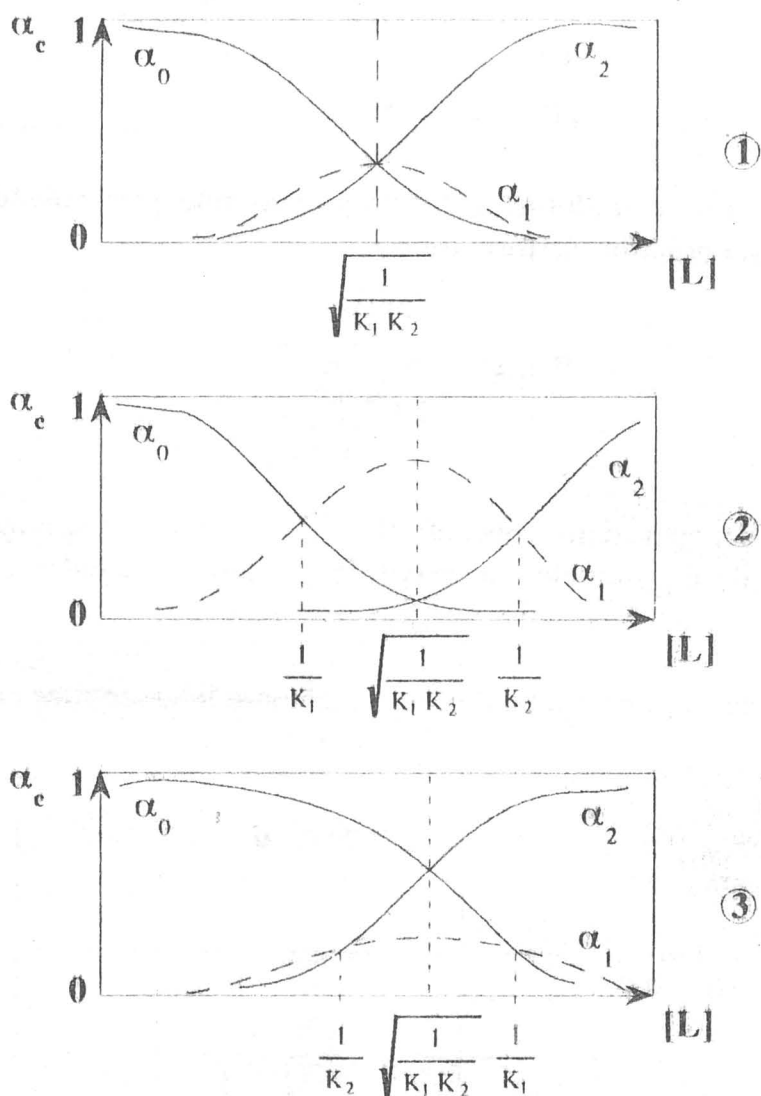 α_c 1
α_0
α_2
①
α_1
0
[L]
√(1/(K_1 K_2))
α_c 1
α_0
α_2
②
α_1
0
[L]
1/K_1 √(1/(K_1 K_2)) 1/K_2
α_c 1
α_0
α_2
③
α_1
0
[L]
1/K_2 √(1/(K_1 K_2)) 1/K_1